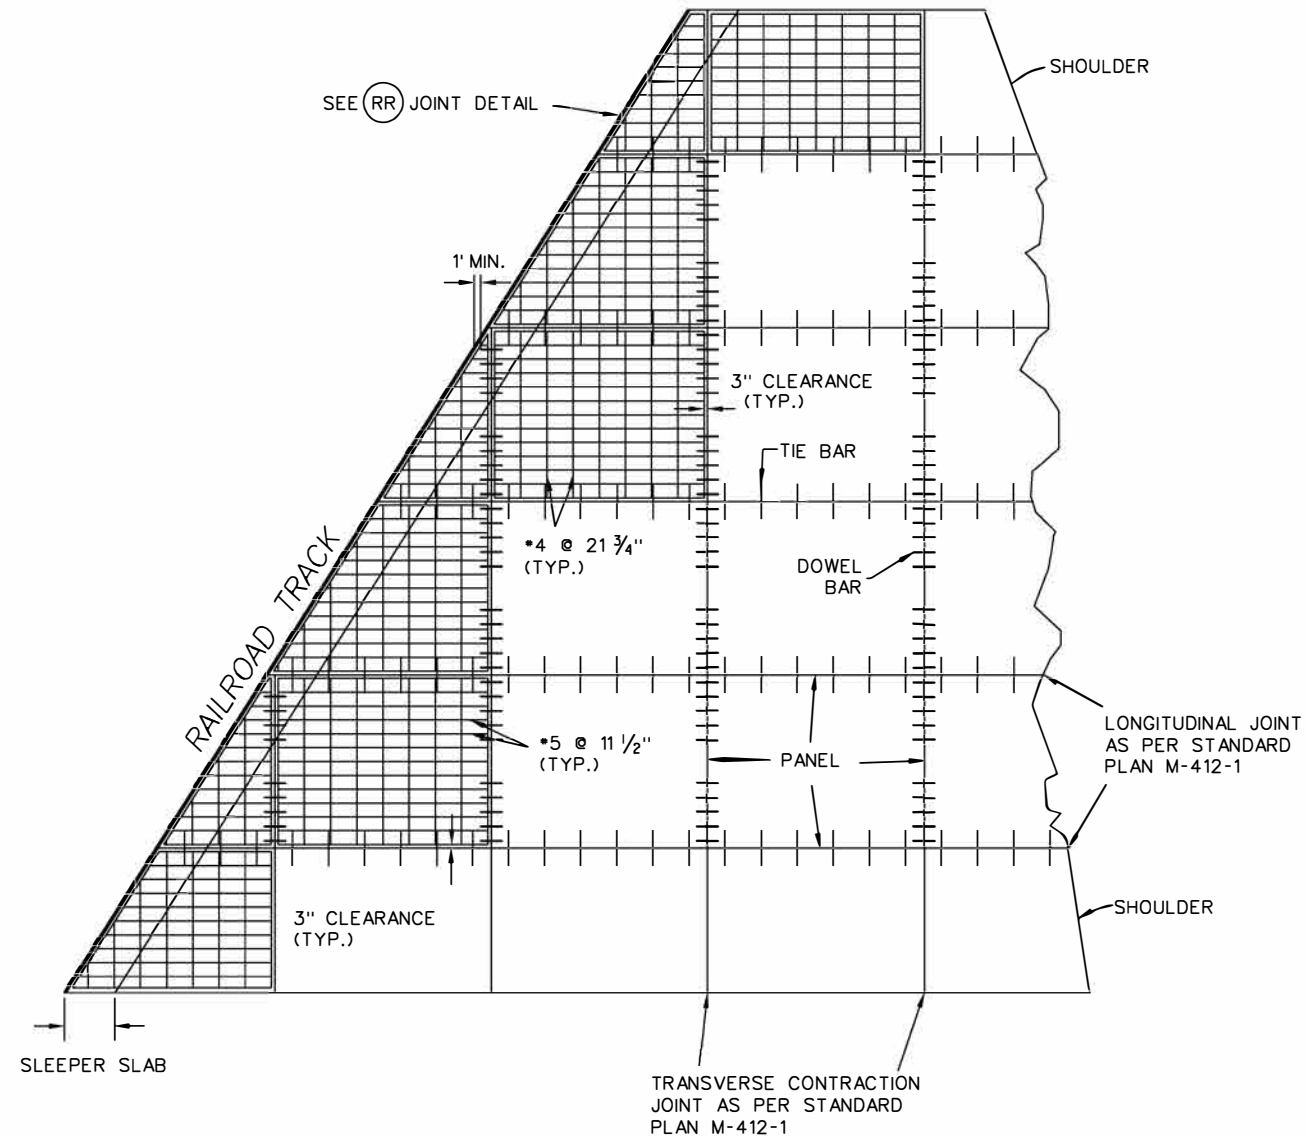 SHOULDER
SEE RR JOINT DETAIL
1' MIN.
3" CLEARANCE
(TYP.)
TIE BAR
RAILROAD TRACK
*4 @ 21 3/4"
(TYP.)
DOWEL
BAR
*5 @ 11 1/2"
(TYP.)
PANEL
LONGITUDINAL JOINT
AS PER STANDARD
PLAN M-412-1
3" CLEARANCE
(TYP.)
SHOULDER
SLEEPER SLAB
TRANSVERSE CONTRACTION
JOINT AS PER STANDARD
PLAN M-412-1